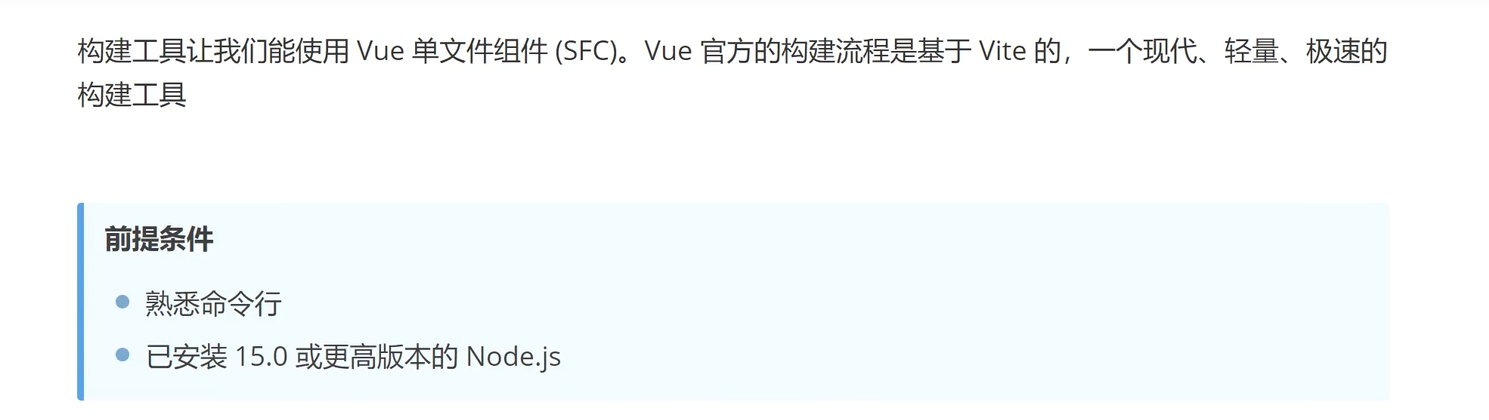 构建工具让我们能使用 Vue 单文件组件 (SFC)。Vue 官方的构建流程是基于 Vite 的，一个现代、轻量、极速的
构建工具
前提条件
熟悉命令行
已安装 15.0 或更高版本的 Node.js